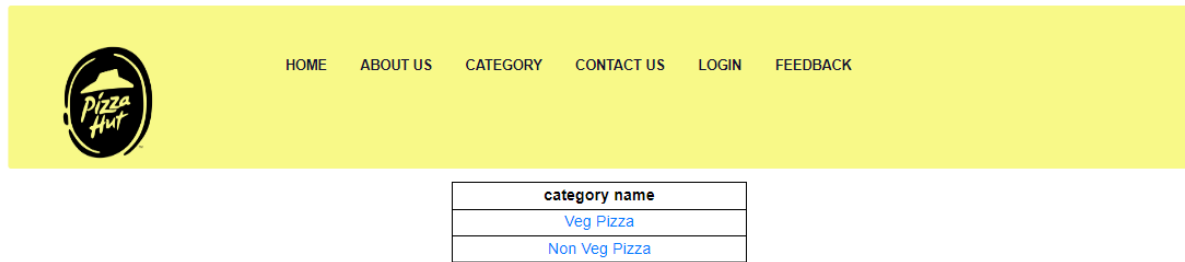 HOME ABOUT US CATEGORY CONTACT US LOGIN FEEDBACK
Pizza
Hut
category name
Veg Pizza
Non Veg Pizza